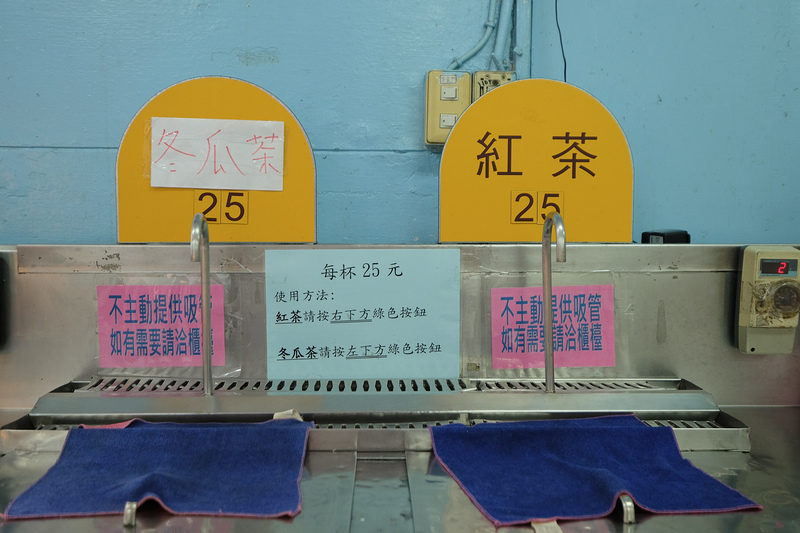 冬瓜茶
25
紅茶
25
每杯25元
使用方法:
紅茶請按右下方綠色按鈕
冬瓜茶請按左下方綠色按鈕
不主動提供吸管
如有需要請洽櫃檯
不主動提供吸管
如有需要請洽櫃檯
2